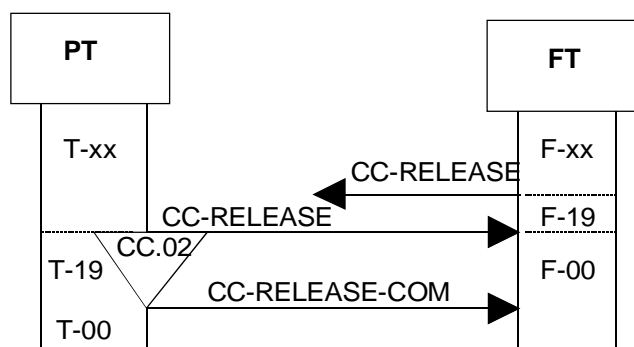 PT
FT
T-xx
F-xx
CC-RELEASE
CC-RELEASE
F-19
CC.02
T-19
F-00
CC-RELEASE-COM
T-00